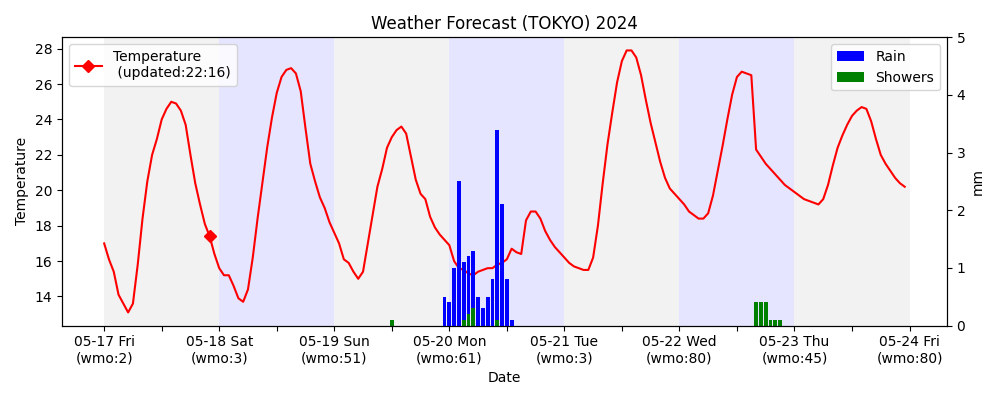 Weather Forecast (TOKYO) 2024
Temperature
(updated:22:16)
Rain
Showers
28
26
24
22
20
18
16
14
Temperature
5
4
3
2
1
0
mm
05-17 Fri
(wmo:2)
05-18 Sat
(wmo:3)
05-19 Sun
(wmo:51)
05-20 Mon
(wmo:61)
05-21 Tue
(wmo:3)
05-22 Wed
(wmo:80)
05-23 Thu
(wmo:45)
05-24 Fri
(wmo:80)
Date